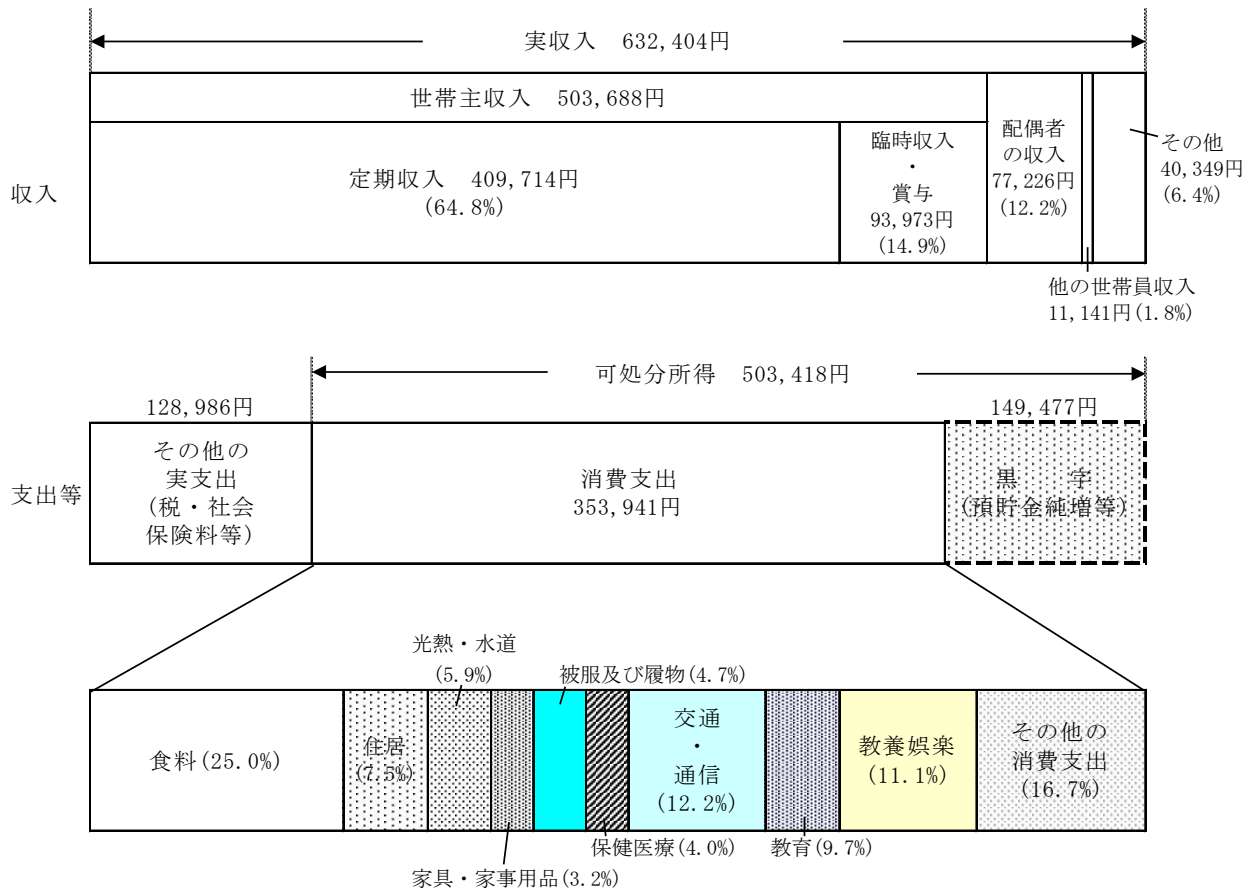 実収入 632,404円
世帯主収入 503,688円
収入
定期収入 409,714円
(64.8%)
臨時収入
・
賞与
93,973円
(14.9%)
配偶者
の収入
77,226円
(12.2%)
その他
40,349円
(6.4%)
他の世帯員収入
11,141円(1.8%)
可処分所得 503,418円
128,986円
149,477円
支出等
その他の
実支出
(税・社会
保険料等)
消費支出
353,941円
黒 字
(預貯金純増等)
光熱・水道
(5.9%)
被服及び履物(4.7%)
食料(25.0%)
住居
(7.5%)
交通
・
通信
(12.2%)
教養娯楽
(11.1%)
その他の
消費支出
(16.7%)
保健医療(4.0%)
教育(9.7%)
家具・家事用品(3.2%)